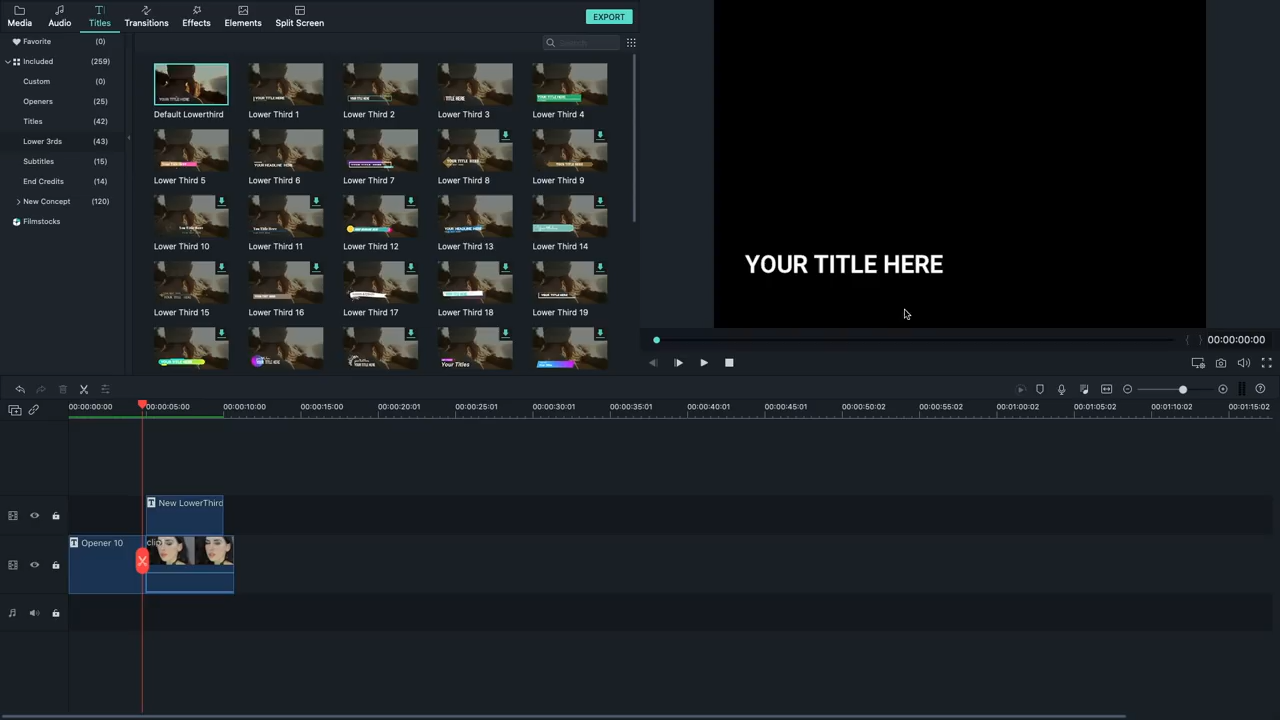 Media Audio Titles Transitions Effects Elements Split Screen EXPORT
Favorite (0)
Included (259)
Custom (0)
Openers (25)
Titles (42)
Lower 3rds (43)
Subtitles (15)
End Credits (14)
New Concept (120)
Filmstocks
Search
Default Lowerthird Lower Third 1 Lower Third 2 Lower Third 3 Lower Third 4
Lower Third 5 Lower Third 6 Lower Third 7 Lower Third 8 Lower Third 9
Lower Third 10 Lower Third 11 Lower Third 12 Lower Third 13 Lower Third 14
Lower Third 15 Lower Third 16 Lower Third 17 Lower Third 18 Lower Third 19
YOUR TITLE HERE
00:00:00:00
00:00:00:00 00:00:05:00 00:00:10:00 00:00:15:00 00:00:20:01 00:00:25:01 00:00:30:01 00:00:35:01 00:00:40:01 00:00:45:01 00:00:50:02 00:00:55:02 00:01:00:02 00:01:05:02 00:01:10:02 00:01:15:02
T New LowerThird
T Opener 10